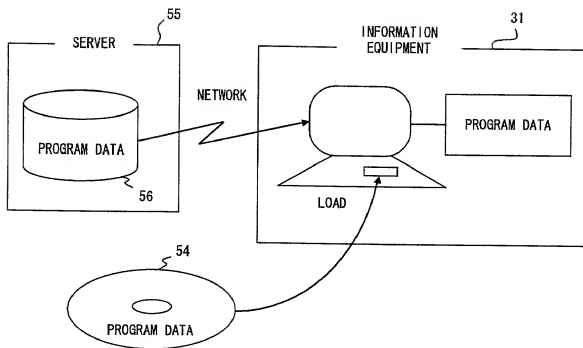 SERVER
55
INFORMATION
EQUIPMENT
31
NETWORK
PROGRAM DATA
PROGRAM DATA
56
LOAD
54
PROGRAM DATA